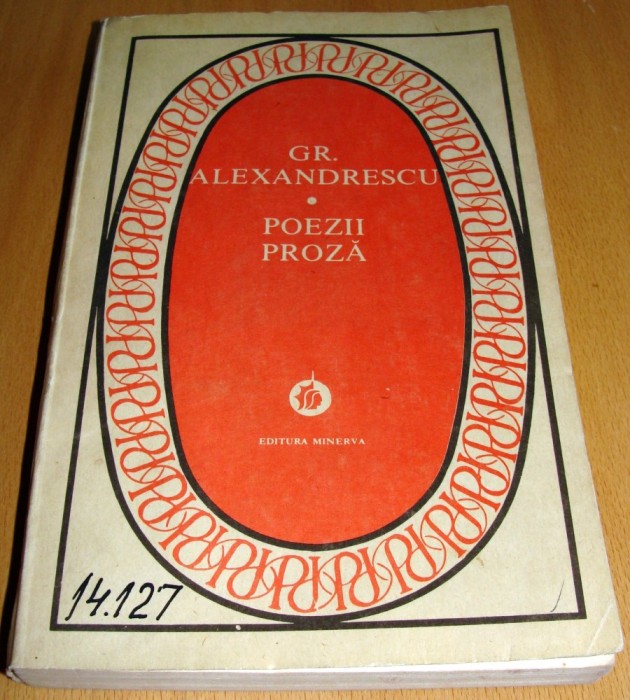 GR.
ALEXANDRESCU
•
POEZII
PROZĂ
EDITURA MINERVA
14.127